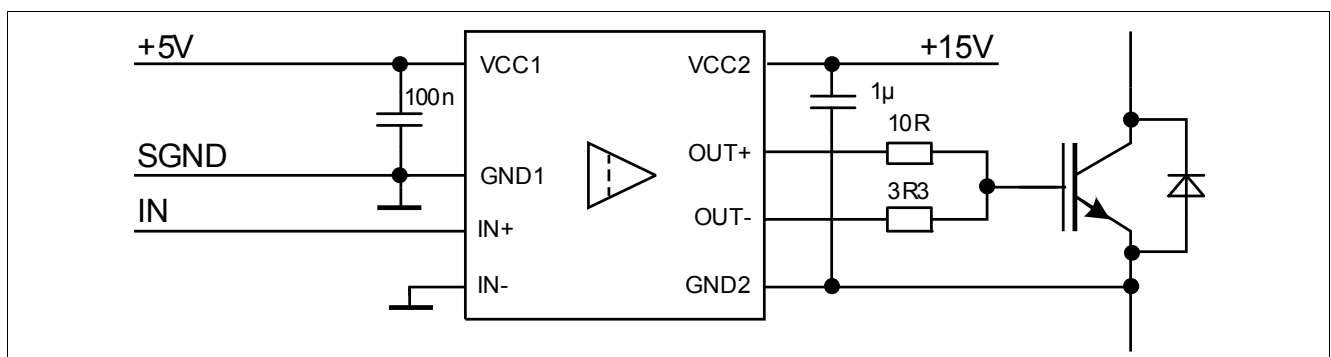 +5V
VCC1
VCC2
+15V
100n
1µ
10R
SGND
GND1
OUT+
3R3
IN
IN+
OUT-
IN-
GND2